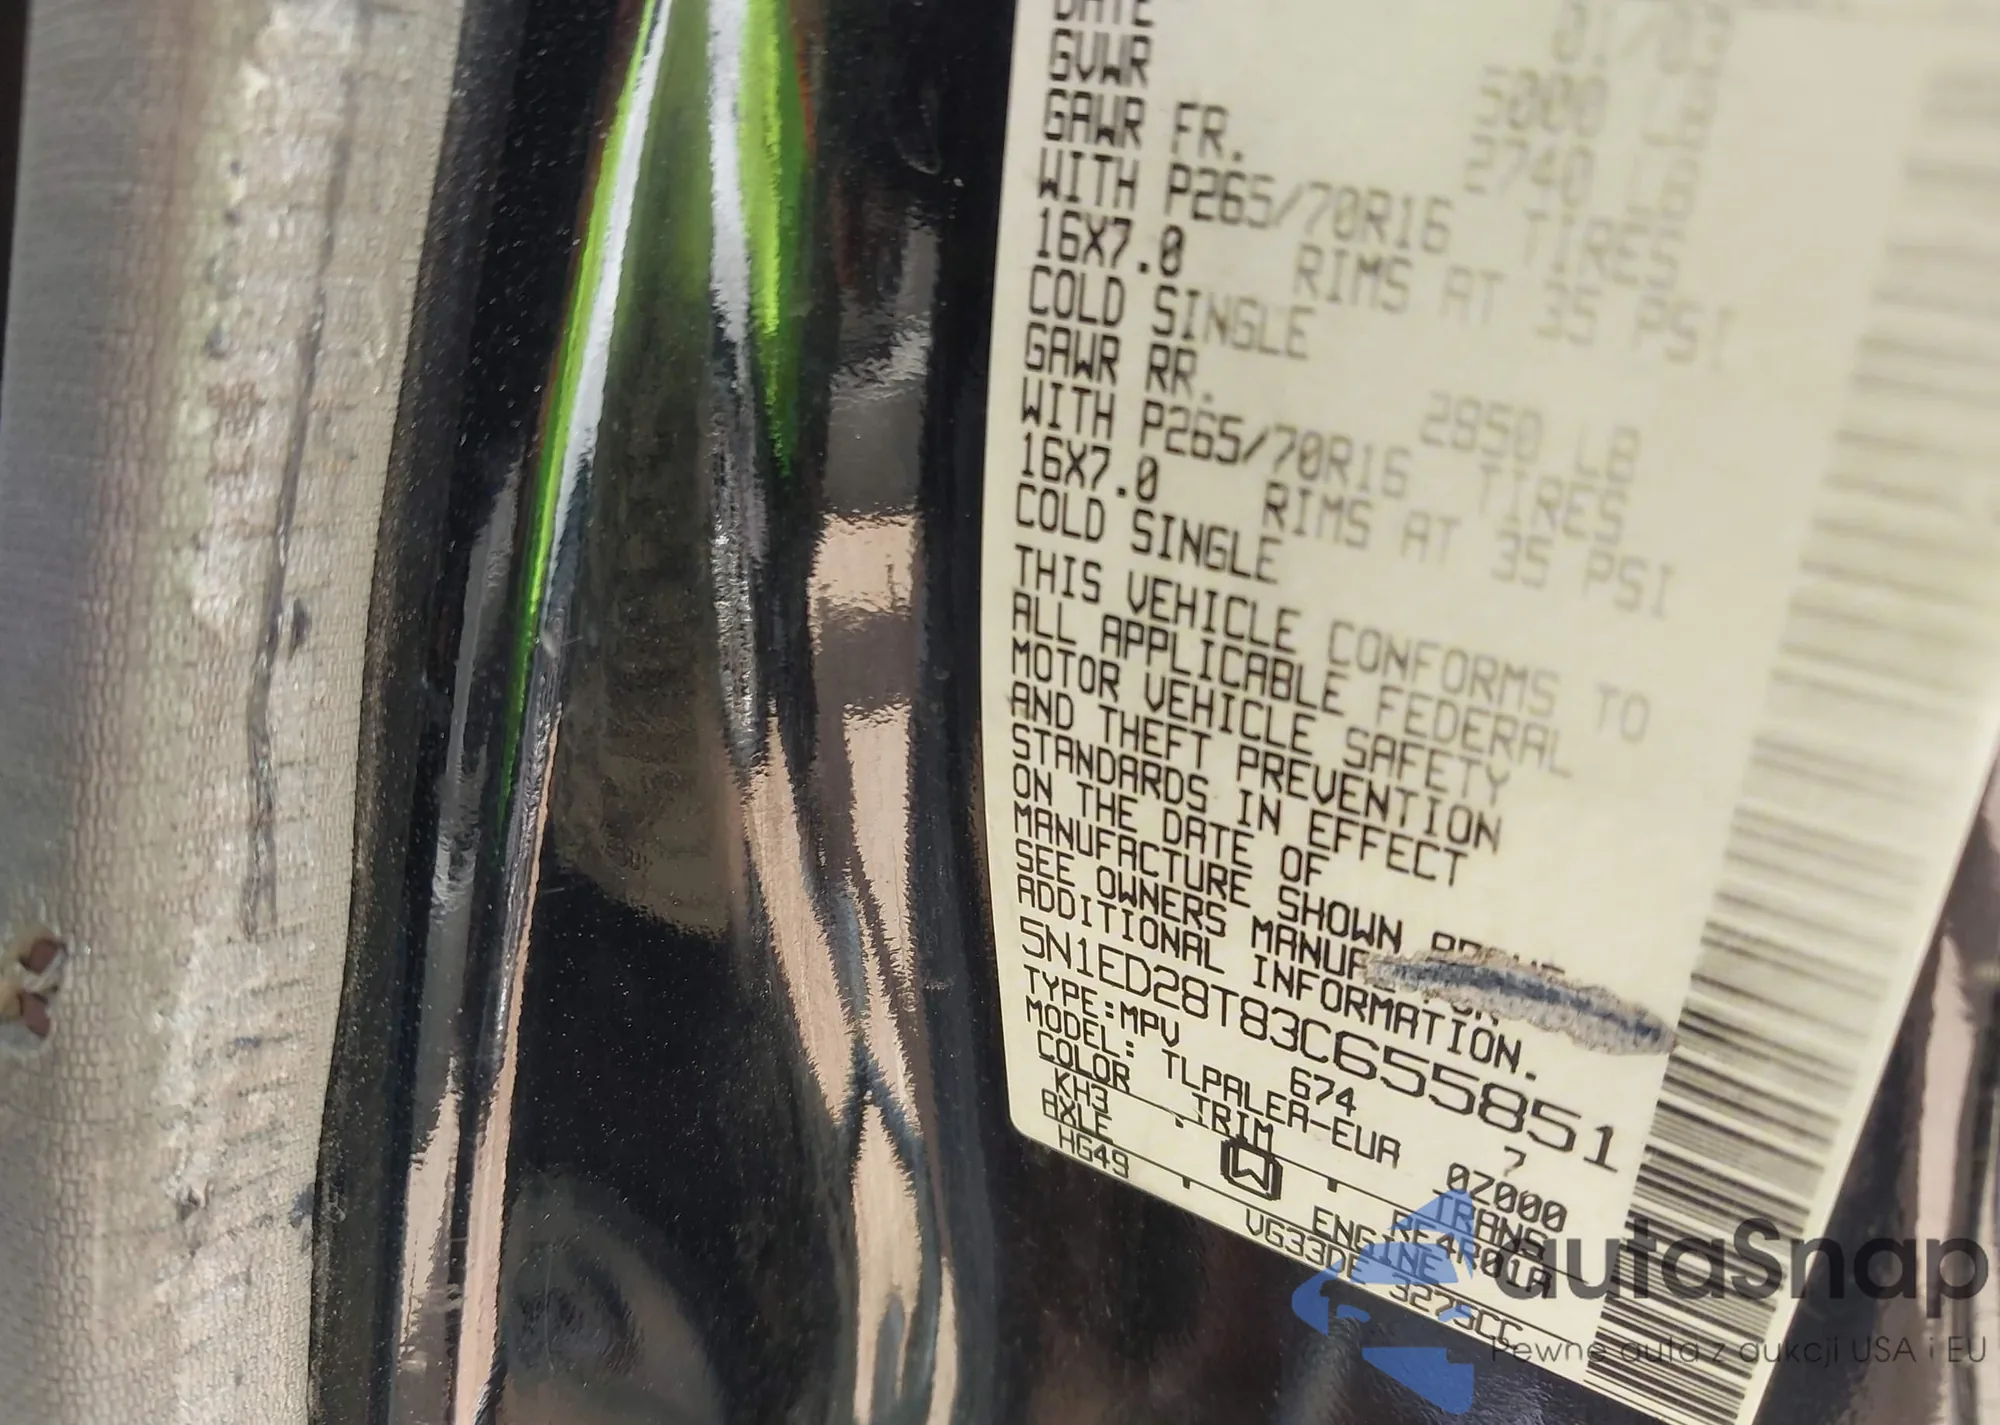 DATE 01/03
GVWR 5000 LB
GAWR FR. 2740 LB
WITH P265/70R16 TIRES
16X7.0 RIMS AT 35 PSI
COLD SINGLE
GAWR RR. 2850 LB
WITH P265/70R16 TIRES
16X7.0 RIMS AT 35 PSI
COLD SINGLE
THIS VEHICLE CONFORMS TO
ALL APPLICABLE FEDERAL
MOTOR VEHICLE SAFETY
AND THEFT PREVENTION
STANDARDS IN EFFECT
ON THE DATE OF
MANUFACTURE SHOWN
SEE OWNERS
ADDITIONAL INFORMATION.
5N1ED28T83C655851
TYPE:MPV 674 7
MODEL: TLPALEA-EUA 0Z000
COLOR TRIM TRANS
KH3 W RE4R01A
AXLE ENGINE
HG49 VG33DE 3275CC
autaSnap
Pewne auta z aukcji USA i EU